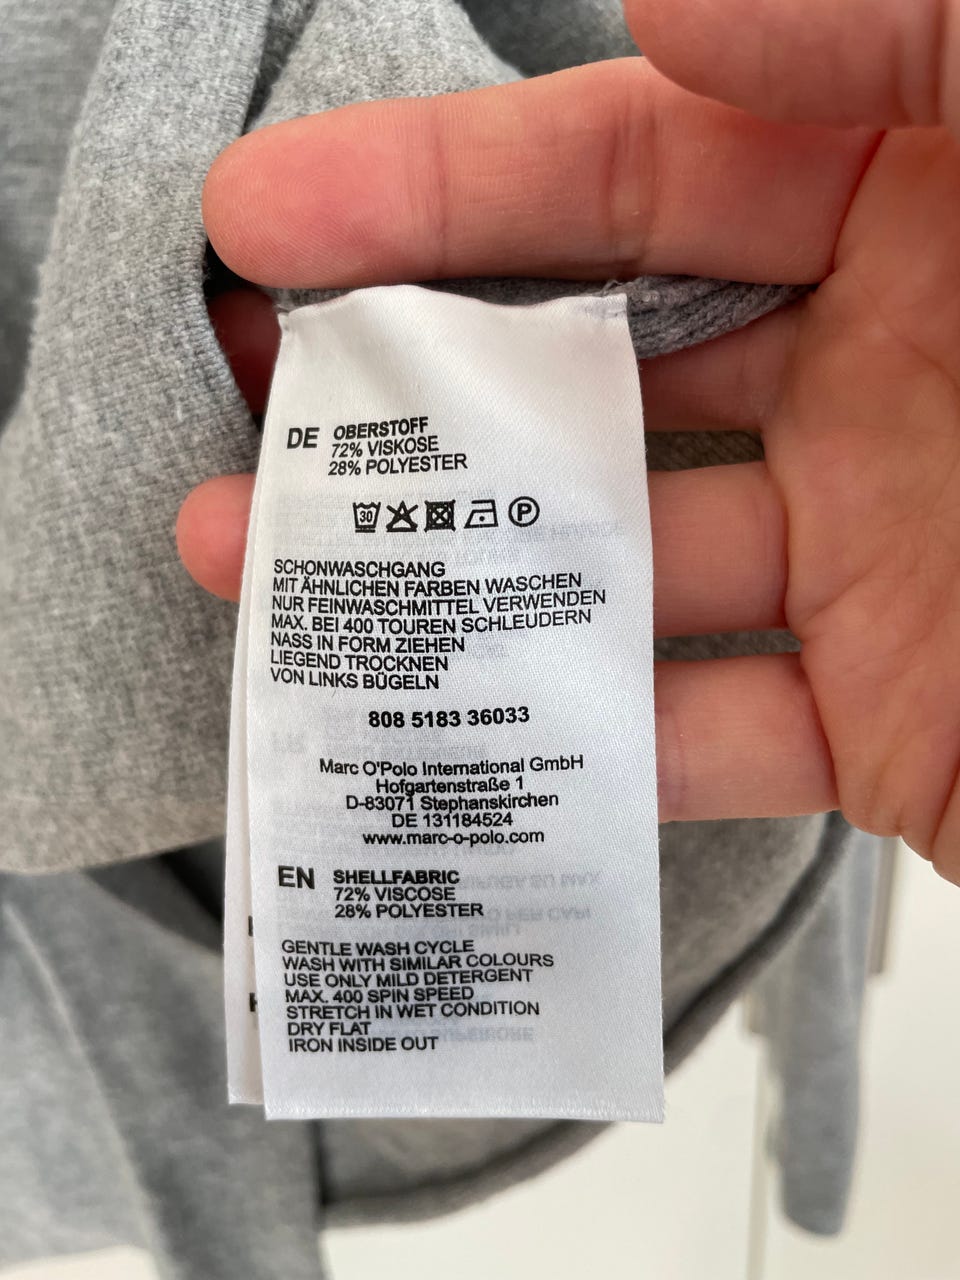 DE OBERSTOFF
72% VISKOSE
28% POLYESTER
30 P
SCHONWASCHGANG
MIT ÄHNLICHEN FARBEN WASCHEN
NUR FEINWASCHMITTEL VERWENDEN
MAX. BEI 400 TOUREN SCHLEUDERN
NASS IN FORM ZIEHEN
LIEGEND TROCKNEN
VON LINKS BÜGELN
808 5183 36033
Marc O'Polo International GmbH
Hofgartenstraße 1
D-83071 Stephanskirchen
DE 131184524
www.marc-o-polo.com
EN SHELLFABRIC
72% VISCOSE
28% POLYESTER
GENTLE WASH CYCLE
WASH WITH SIMILAR COLOURS
USE ONLY MILD DETERGENT
MAX. 400 SPIN SPEED
STRETCH IN WET CONDITION
DRY FLAT
IRON INSIDE OUT